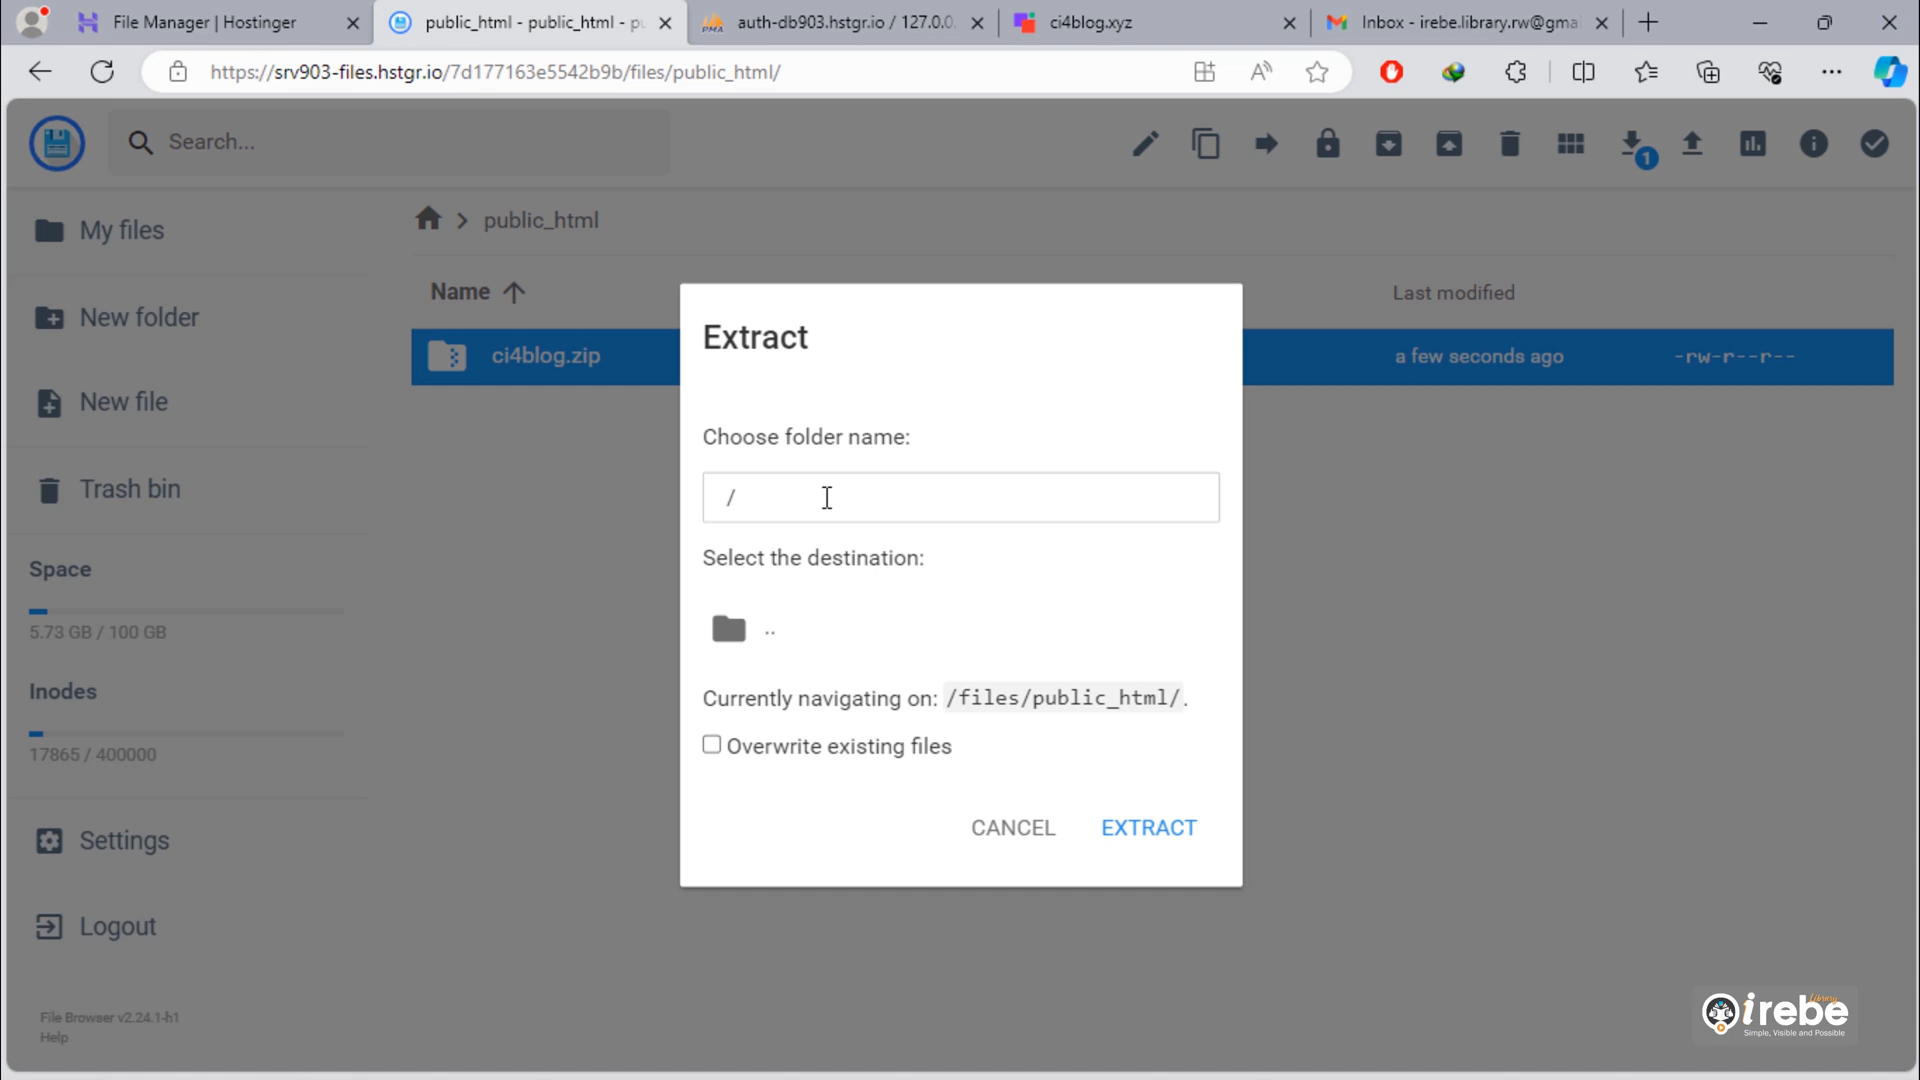 File Manager | Hostinger
public_html - public_html - pu
PMA
auth-db903.hstgr.io / 127.0.0.
ci4blog.xyz
Inbox - irebe.library.rw@gma
https://srv903-files.hstgr.io/7d177163e5542b9b/files/public_html/
Search...
1
My files
public_html
Name
Last modified
New folder
ci4blog.zip
a few seconds ago
-rw-r--r--
New file
Trash bin
Space
5.73 GB / 100 GB
Inodes
17865 / 400000
Settings
Logout
File Browser v2.24.1-h1
Help
Extract
Choose folder name:
/
Select the destination:
..
Currently navigating on: /files/public_html/.
Overwrite existing files
CANCEL
EXTRACT
Library
irebe
Simple, Visible and Possible